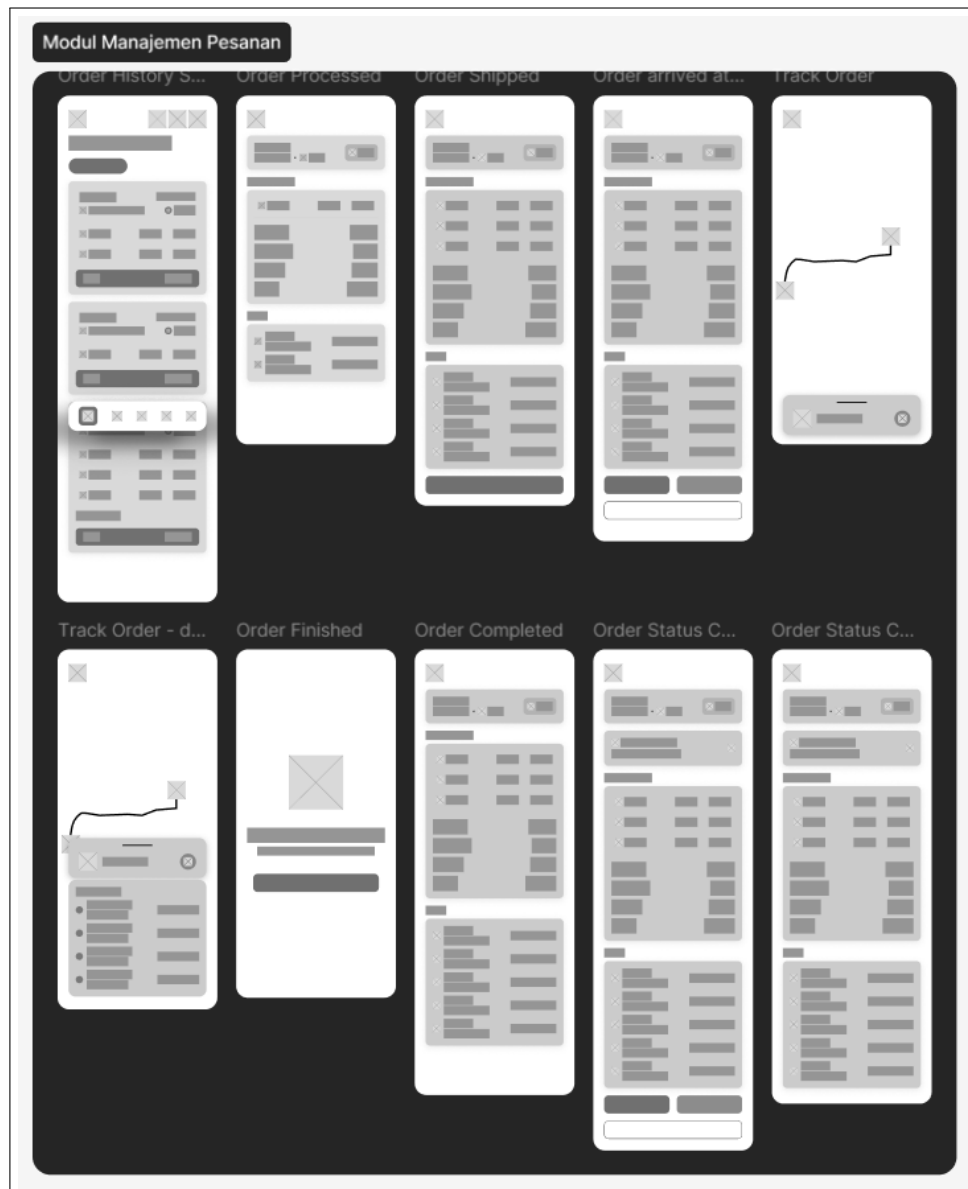 Modul Manajemen Pesanan
Order History S...
Order Processed
Order Shipped
Order arrived at...
Track Order
Track Order - d...
Order Finished
Order Completed
Order Status C...
Order Status C...